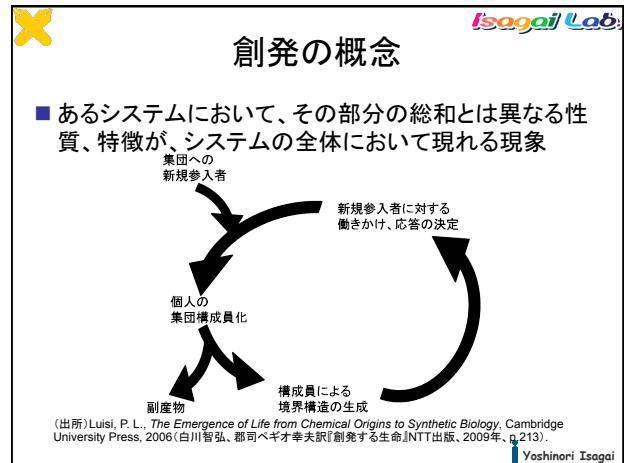 Isagai Lab.
創発の概念
■ あるシステムにおいて、その部分の総和とは異なる性
質、特徴が、システムの全体において現れる現象
集団への
新規参入者
新規参入者に対する
働きかけ、応答の決定
個人の
集団構成員化
構成員による
境界構造の生成
副産物
(出所)Luisi, P. L., The Emergence of Life from Chemical Origins to Synthetic Biology, Cambridge
University Press, 2006(白川智弘、郡司ペギオ幸夫訳『創発する生命』NTT出版、2009年、p.213).
Yoshinori Isagai